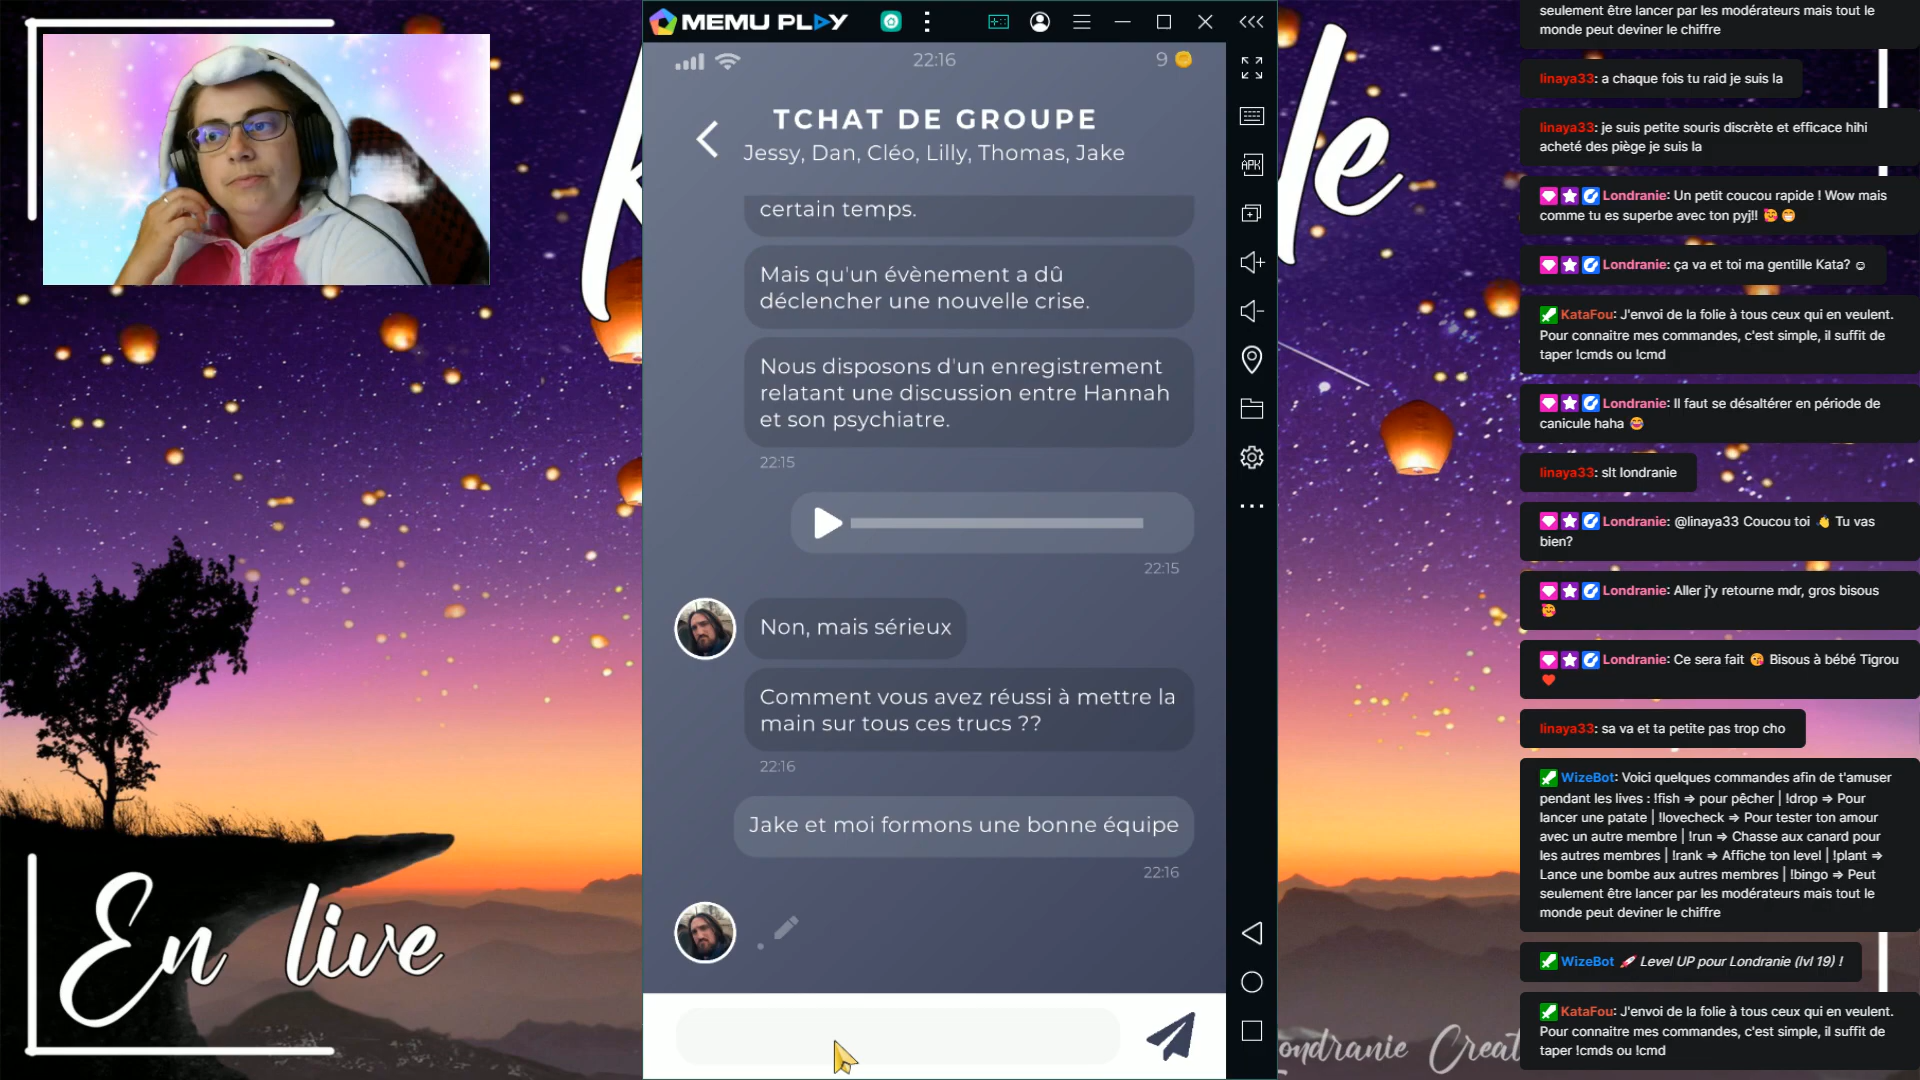 En live
MEMU PLAY
22:16
9
TCHAT DE GROUPE
Jessy, Dan, Cléo, Lilly, Thomas, Jake
certain temps.
Mais qu'un évènement a dû
déclencher une nouvelle crise.
Nous disposons d'un enregistrement
relatant une discussion entre Hannah
et son psychiatre.
22:15
22:15
Non, mais sérieux
Comment vous avez réussi à mettre la
main sur tous ces trucs ??
22:16
Jake et moi formons une bonne équipe
22:16
APK
le
seulement être lancer par les modérateurs mais tout le
monde peut deviner le chiffre
linaya33: a chaque fois tu raid je suis la
linaya33: je suis petite souris discrète et efficace hihi
acheté des piège je suis la
Londranie: Un petit coucou rapide ! Wow mais
comme tu es superbe avec ton pyj!! 🥰 😁
Londranie: ça va et toi ma gentille Kata? ☺
KataFou: J'envoi de la folie à tous ceux qui en veulent.
Pour connaitre mes commandes, c'est simple, il suffit de
taper !cmds ou !cmd
Londranie: Il faut se désaltérer en période de
canicule haha 😂
linaya33: slt londranie
Londranie: @linaya33 Coucou toi 👋 Tu vas
bien?
Londranie: Aller j'y retourne mdr, gros bisous
🥰
Londranie: Ce sera fait 😘 Bisous à bébé Tigrou
♥
linaya33: sa va et ta petite pas trop cho
WizeBot: Voici quelques commandes afin de t'amuser
pendant les lives : !fish ⇒ pour pêcher | !drop ⇒ Pour
lancer une patate | !lovecheck ⇒ Pour tester ton amour
avec un autre membre | !run ⇒ Chasse aux canard pour
les autres membres | !rank ⇒ Affiche ton level | !plant ⇒
Lance une bombe aux autres membres | !bingo ⇒ Peut
seulement être lancer par les modérateurs mais tout le
monde peut deviner le chiffre
WizeBot 🚀 Level UP pour Londranie (lvl 19) !
KataFou: J'envoi de la folie à tous ceux qui en veulent.
Pour connaitre mes commandes, c'est simple, il suffit de
taper !cmds ou !cmd